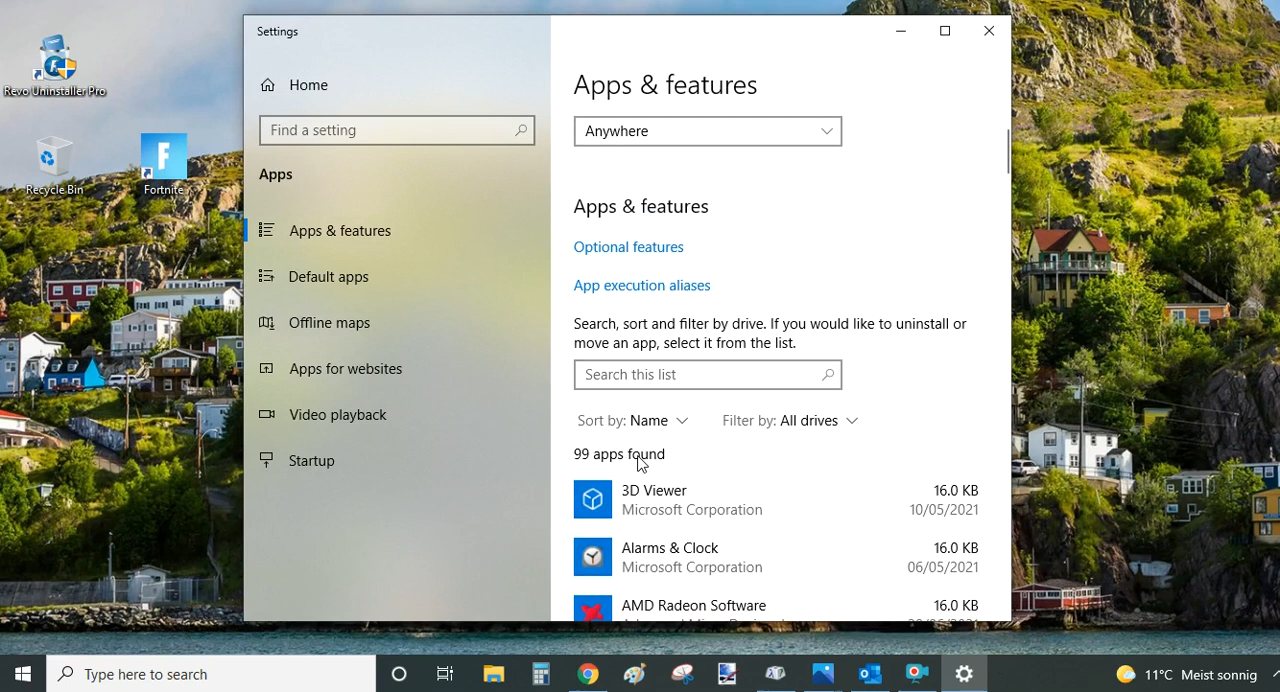 Settings
Revo Uninstaller Pro
Recycle Bin
F
Fortnite
Home
Find a setting
Apps
Apps & features
Default apps
Offline maps
Apps for websites
Video playback
Startup
Apps & features
Anywhere
Apps & features
Optional features
App execution aliases
Search, sort and filter by drive. If you would like to uninstall or
move an app, select it from the list.
Search this list
Sort by: Name
Filter by: All drives
99 apps found
3D Viewer
16.0 KB
Microsoft Corporation
10/05/2021
Alarms & Clock
16.0 KB
Microsoft Corporation
06/05/2021
AMD Radeon Software
16.0 KB
Type here to search
11°C Meist sonnig